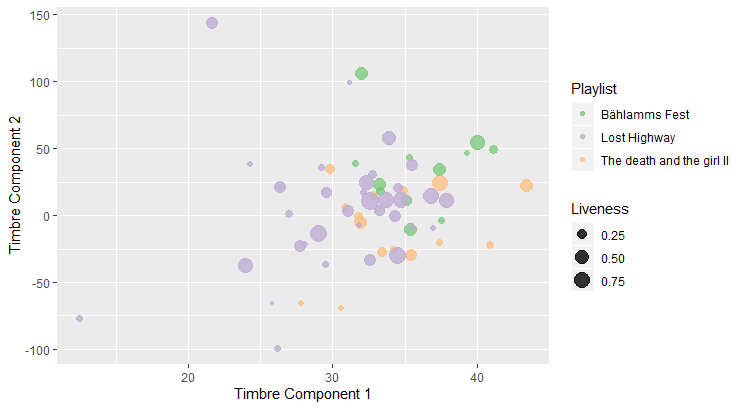 150
100
50
0
-50
-100
Timbre Component 2
20
30
40
Timbre Component 1
Playlist
Bählamms Fest
Lost Highway
The death and the girl II
Liveness
0.25
0.50
0.75